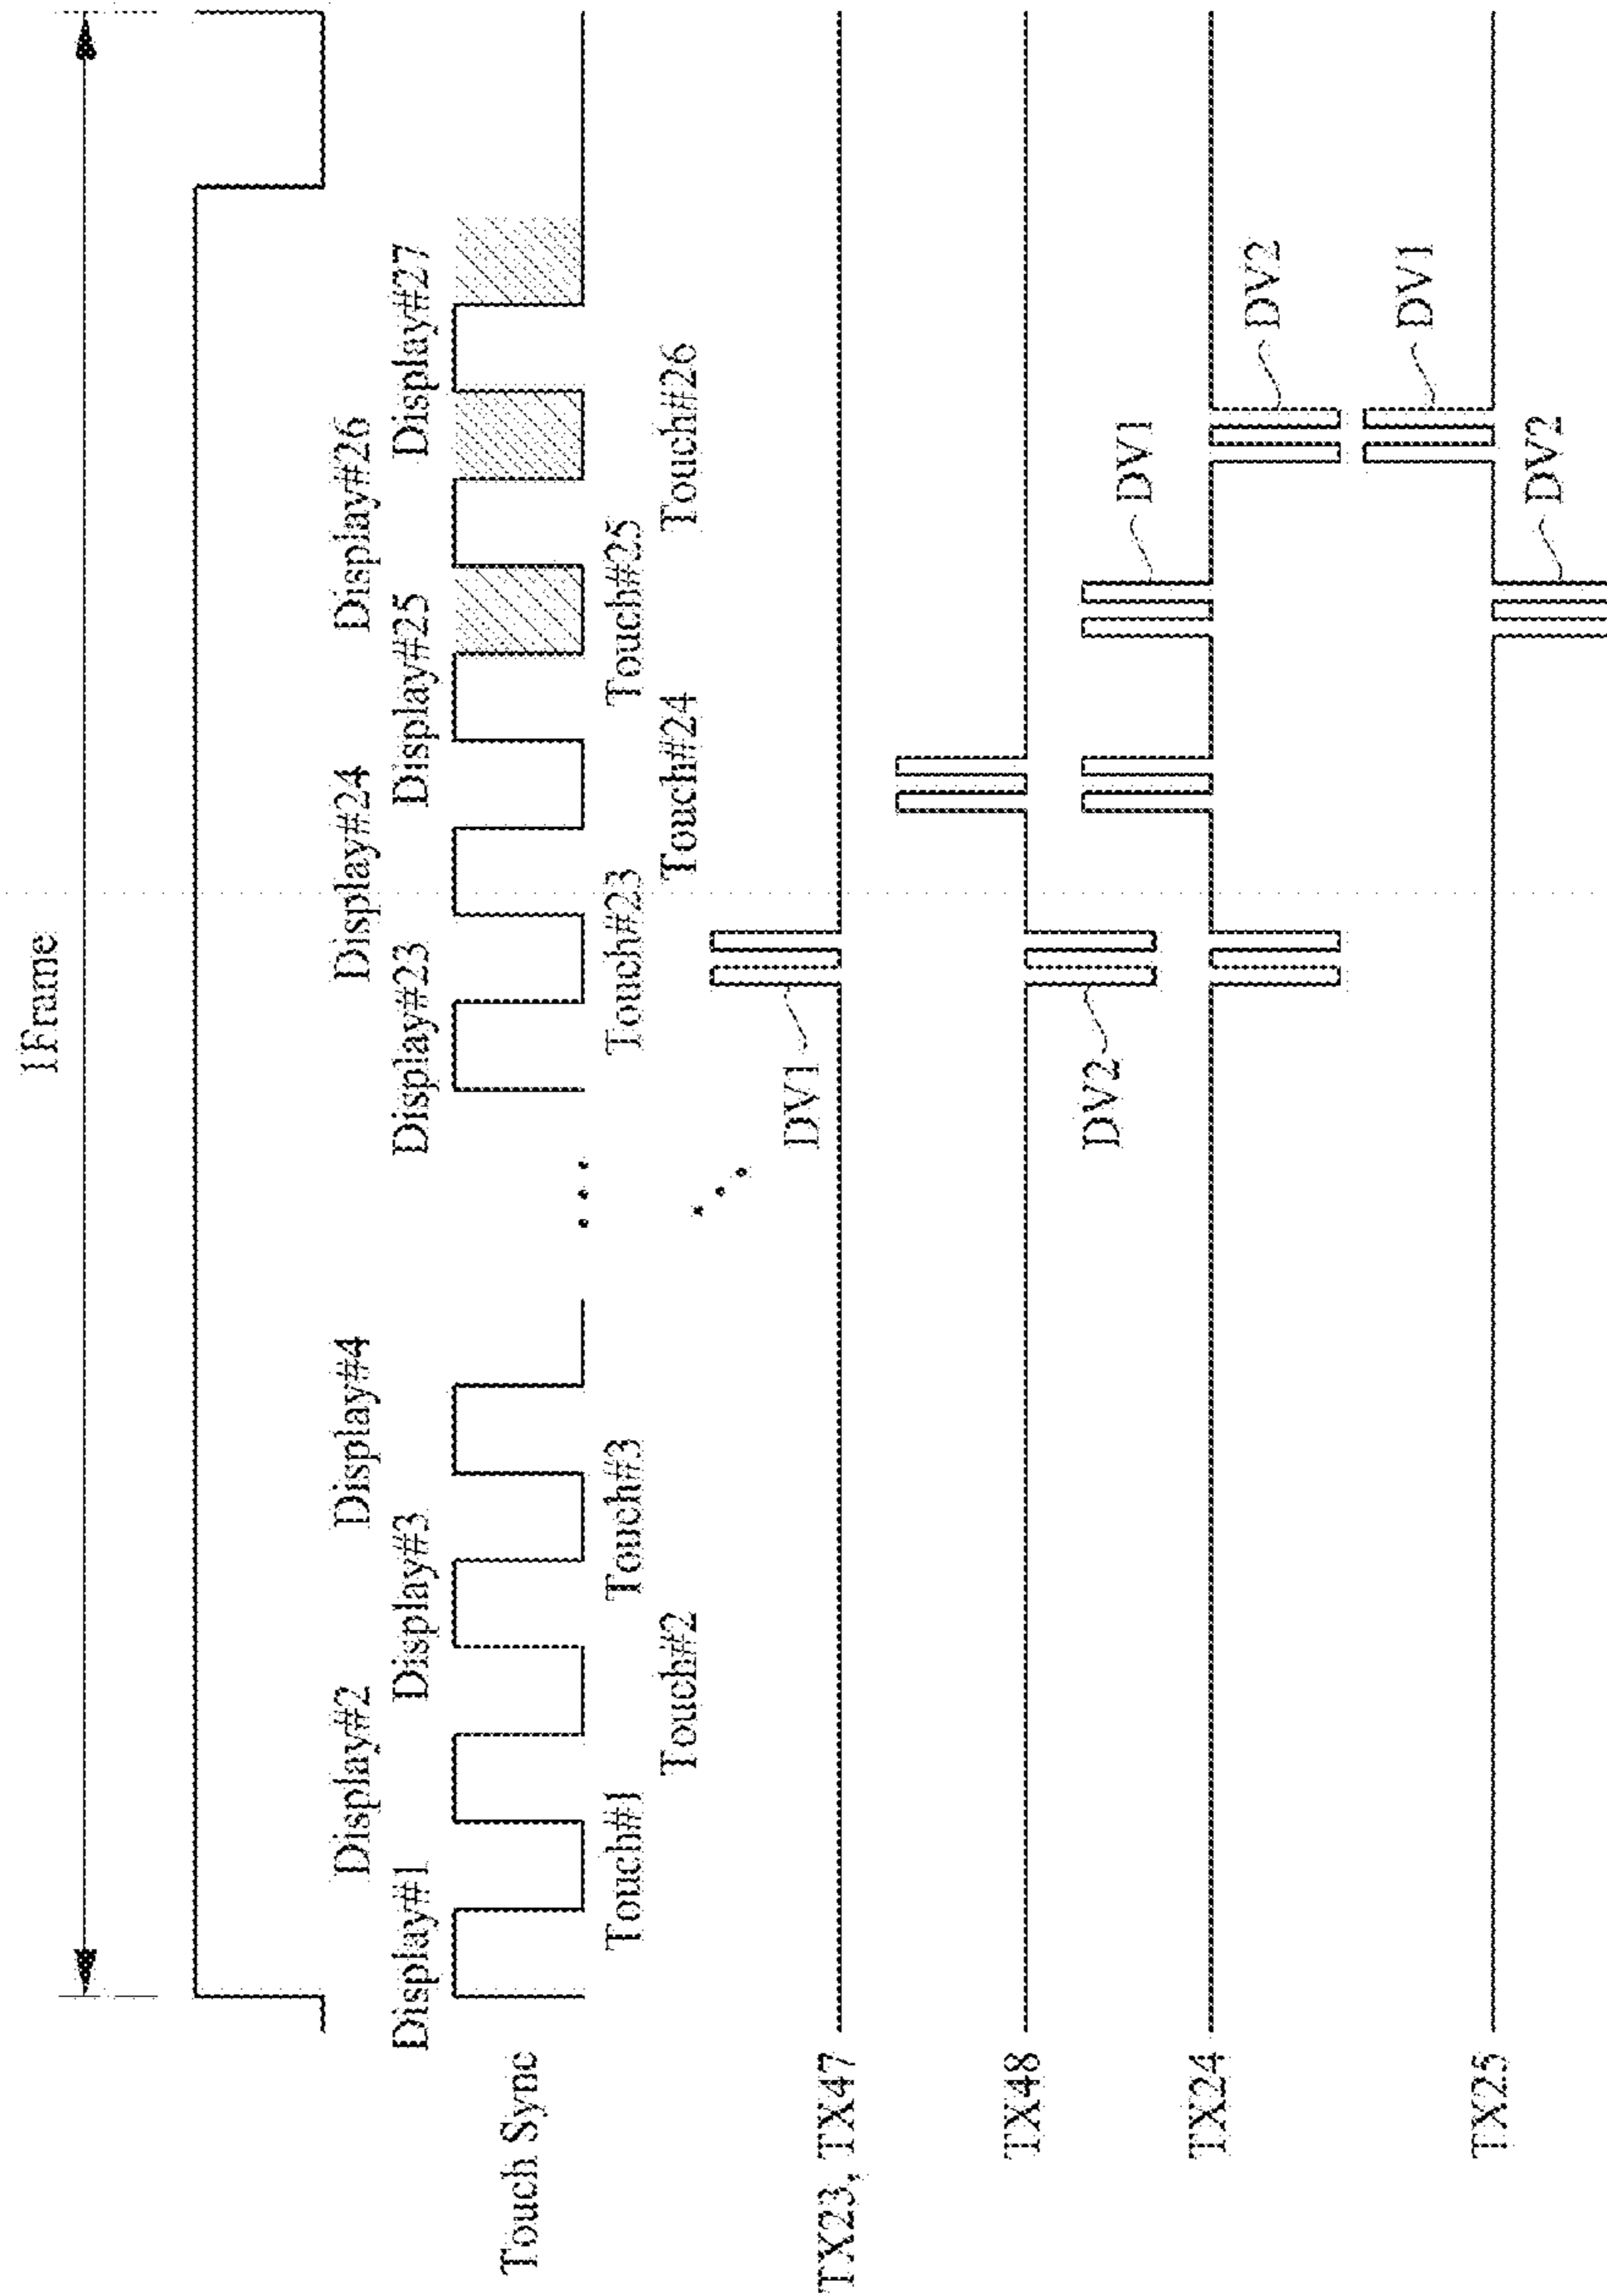 1Frame
Display#2
Display#4
Display#24
Display#26
Display#1
Display#3
Display#23
Display#25
Display#27
Touch Sync
Touch#1
Touch#3
Touch#23
Touch#25
Touch#2
Touch#24
Touch#26
TX23, TX47
DV1
TX48
DV2
DV1
TX24
DV2
DV1
TX25
DV2